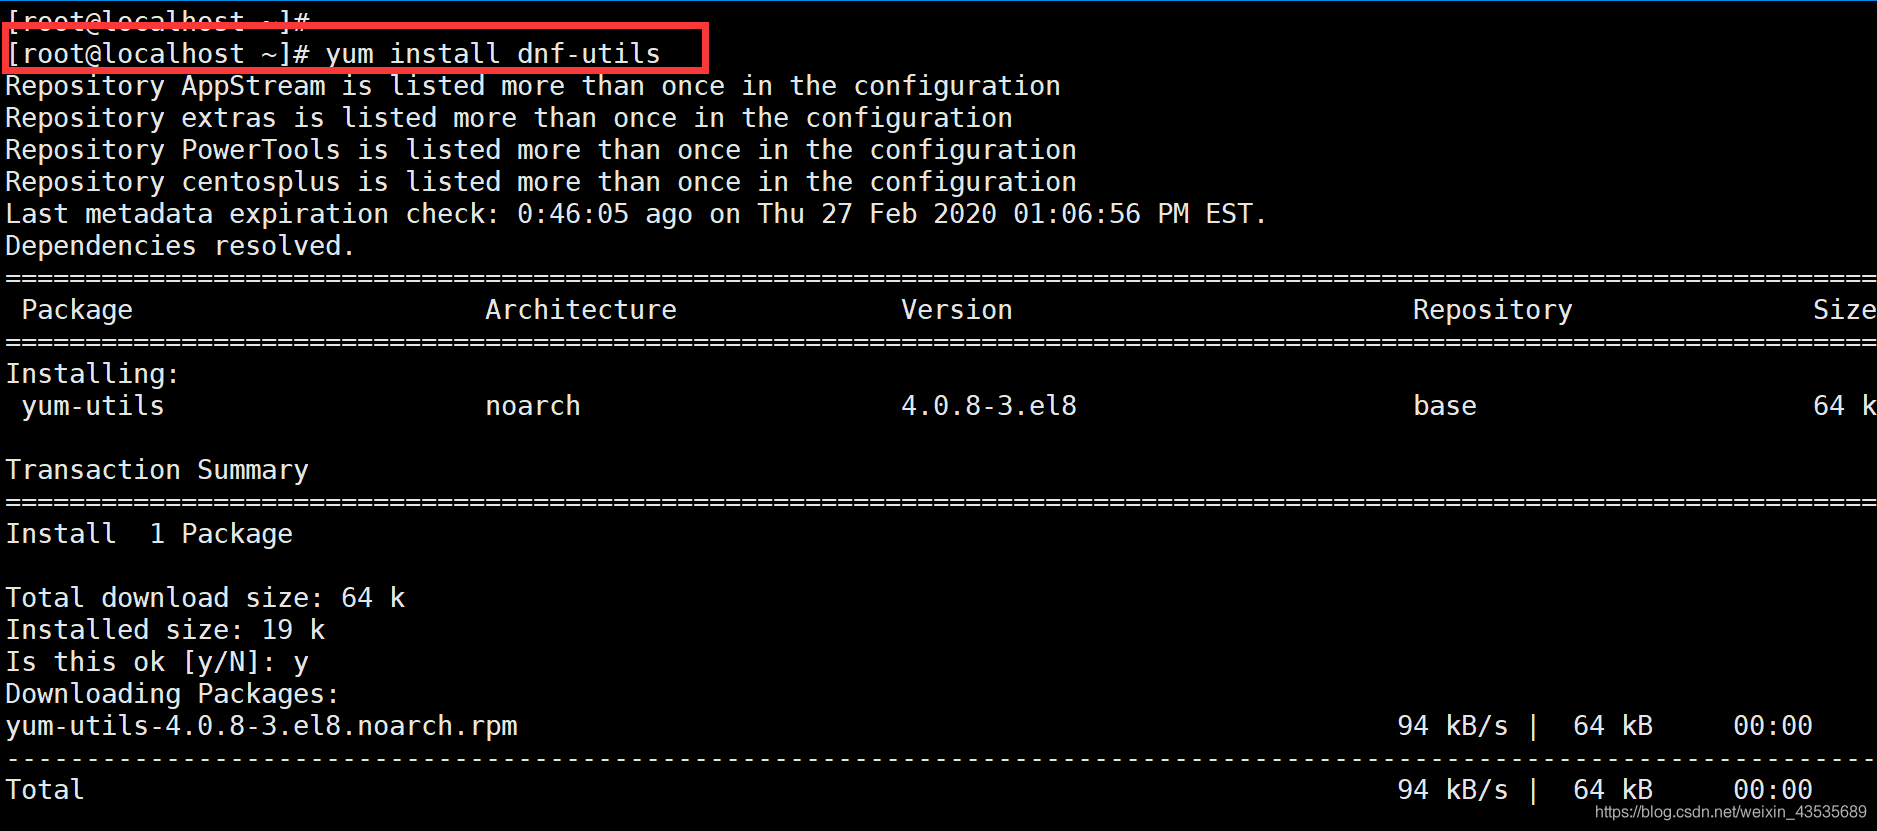 [root@localhost ~]#
[root@localhost ~]# yum install dnf-utils
Repository AppStream is listed more than once in the configuration
Repository extras is listed more than once in the configuration
Repository PowerTools is listed more than once in the configuration
Repository centosplus is listed more than once in the configuration
Last metadata expiration check: 0:46:05 ago on Thu 27 Feb 2020 01:06:56 PM EST.
Dependencies resolved.
=====================================================================================================================
Package Architecture Version Repository Size
=====================================================================================================================
Installing:
yum-utils noarch 4.0.8-3.el8 base 64 k
Transaction Summary
=====================================================================================================================
Install  1 Package
Total download size: 64 k
Installed size: 19 k
Is this ok [y/N]: y
Downloading Packages:
yum-utils-4.0.8-3.el8.noarch.rpm 94 kB/s |  64 kB     00:00
---------------------------------------------------------------------------------------------------------------------
Total 94 kB/s |  64 kB     00:00
https://blog.csdn.net/weixin_43535689